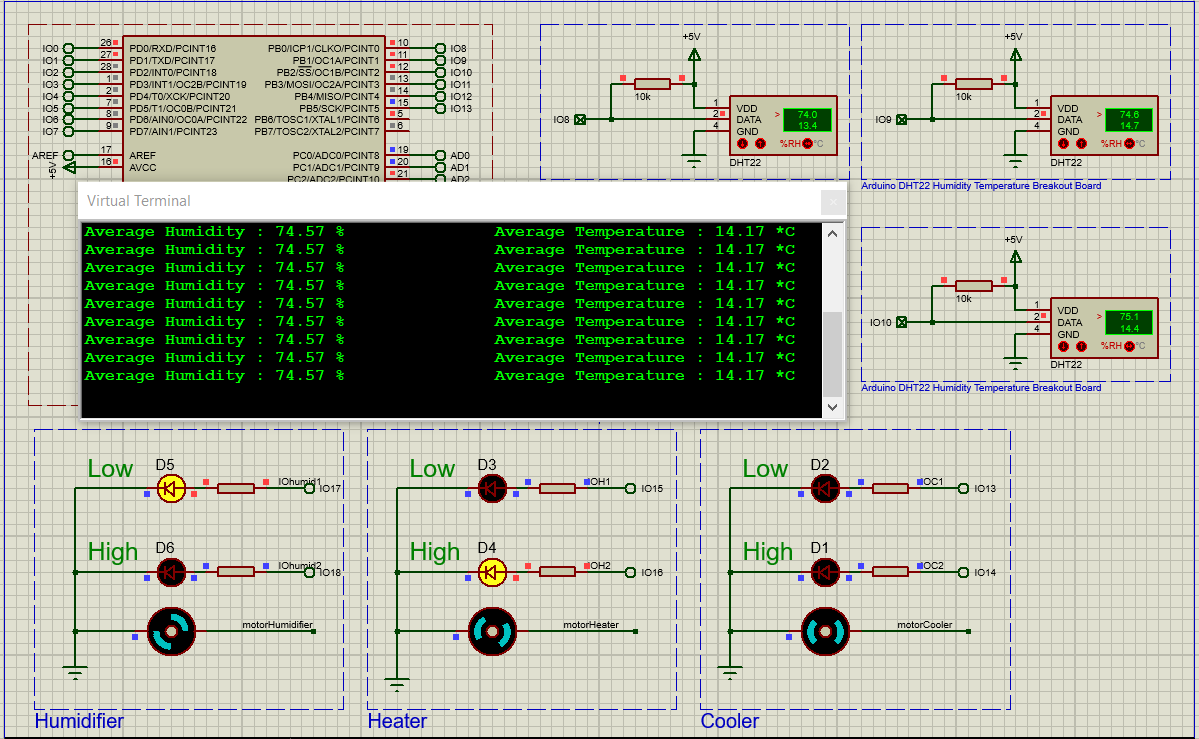 IO0 26 PD0/RXD/PCINT16 PB0/ICP1/CLKO/PCINT0 10 IO8
IO1 27 PD1/TXD/PCINT17 PB1/OC1A/PCINT1 11 IO9
IO2 28 PD2/INT0/PCINT18 PB2/SS/OC1B/PCINT2 12 IO10
IO3 1 PD3/INT1/OC2B/PCINT19 PB3/MOSI/OC2A/PCINT3 13 IO11
IO4 2 PD4/T0/XCK/PCINT20 PB4/MISO/PCINT4 14 IO12
IO5 7 PD5/T1/OC0B/PCINT21 PB5/SCK/PCINT5 15 IO13
IO6 8 PD6/AIN0/OC0A/PCINT22 PB6/TOSC1/XTAL1/PCINT6 5
IO7 9 PD7/AIN1/PCINT23 PB7/TOSC2/XTAL2/PCINT7 6
AREF 17 AREF PC0/ADC0/PCINT8 19 AD0
+5V 16 AVCC PC1/ADC1/PCINT9 20 AD1
PC2/ADC2/PCINT10 21 AD2
+5V
10k
IO8
1 VDD
2 DATA
4 GND
> 74.0
13.4
%RH °C
DHT22
+5V
10k
IO9
1 VDD
2 DATA
4 GND
> 74.6
14.7
%RH °C
DHT22
Arduino DHT22 Humidity Temperature Breakout Board
+5V
10k
IO10
1 VDD
2 DATA
4 GND
> 75.1
14.4
%RH °C
DHT22
Arduino DHT22 Humidity Temperature Breakout Board
Virtual Terminal
Average Humidity : 74.57 % Average Temperature : 14.17 *C
Average Humidity : 74.57 % Average Temperature : 14.17 *C
Average Humidity : 74.57 % Average Temperature : 14.17 *C
Average Humidity : 74.57 % Average Temperature : 14.17 *C
Average Humidity : 74.57 % Average Temperature : 14.17 *C
Average Humidity : 74.57 % Average Temperature : 14.17 *C
Average Humidity : 74.57 % Average Temperature : 14.17 *C
Average Humidity : 74.57 % Average Temperature : 14.17 *C
Average Humidity : 74.57 % Average Temperature : 14.17 *C
Low D5 IOhumid1 IO17
High D6 IOhumid2 IO18
motorHumidifier
Humidifier
Low D3 IOH1 IO15
High D4 IOH2 IO16
motorHeater
Heater
Low D2 IOC1 IO13
High D1 IOC2 IO14
motorCooler
Cooler